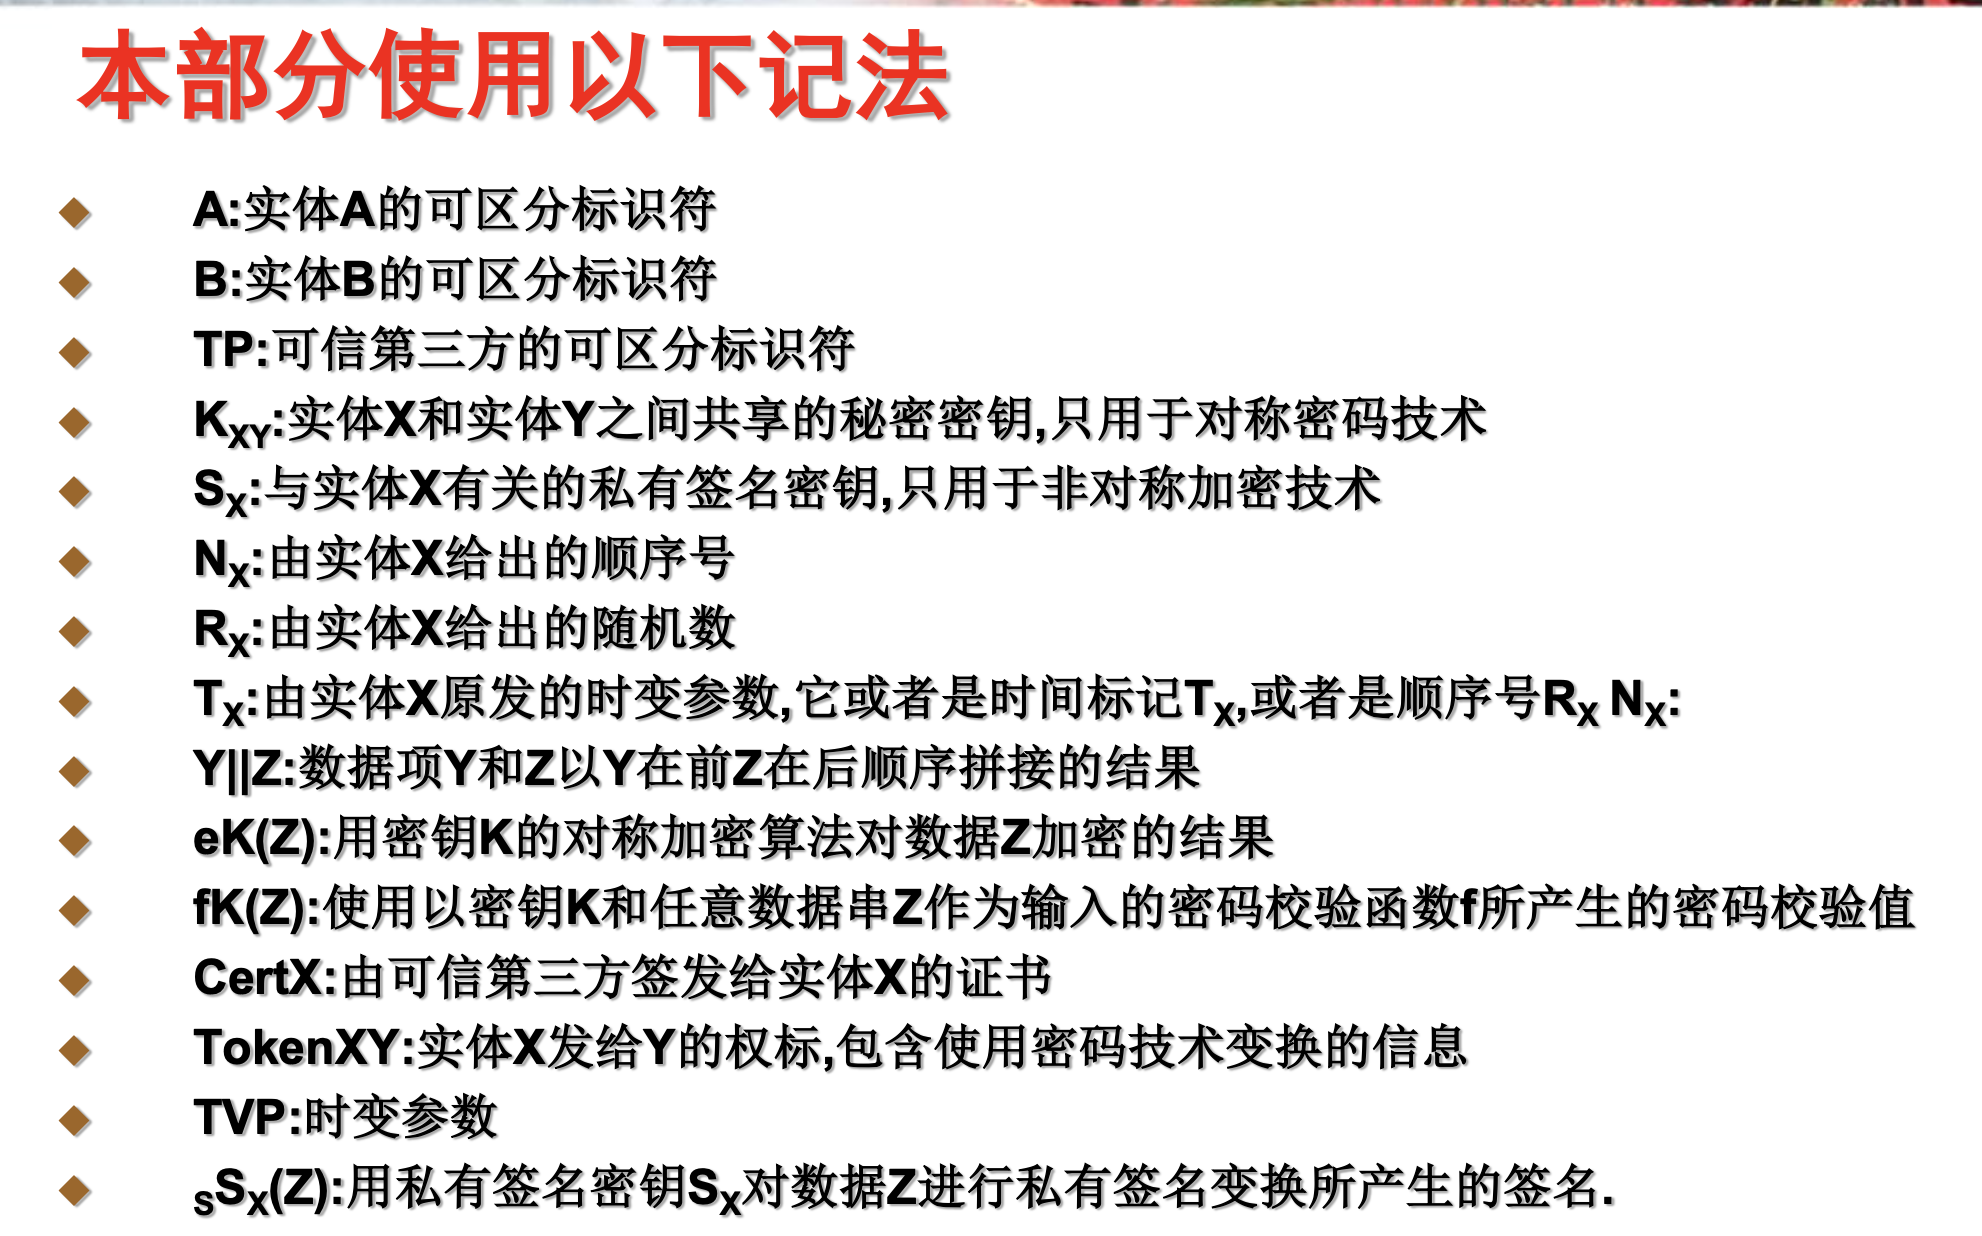 本部分使用以下记法
A:实体A的可区分标识符
B:实体B的可区分标识符
TP:可信第三方的可区分标识符
K_XY:实体X和实体Y之间共享的秘密密钥,只用于对称密码技术
S_X:与实体X有关的私有签名密钥,只用于非对称加密技术
N_X:由实体X给出的顺序号
R_X:由实体X给出的随机数
T_X:由实体X原发的时变参数,它或者是时间标记T_X,或者是顺序号R_X N_X:
Y||Z:数据项Y和Z以Y在前Z在后顺序拼接的结果
eK(Z):用密钥K的对称加密算法对数据Z加密的结果
fK(Z):使用以密钥K和任意数据串Z作为输入的密码校验函数f所产生的密码校验值
CertX:由可信第三方签发给实体X的证书
TokenXY:实体X发给Y的权标,包含使用密码技术变换的信息
TVP:时变参数
sS_X(Z):用私有签名密钥S_X对数据Z进行私有签名变换所产生的签名.